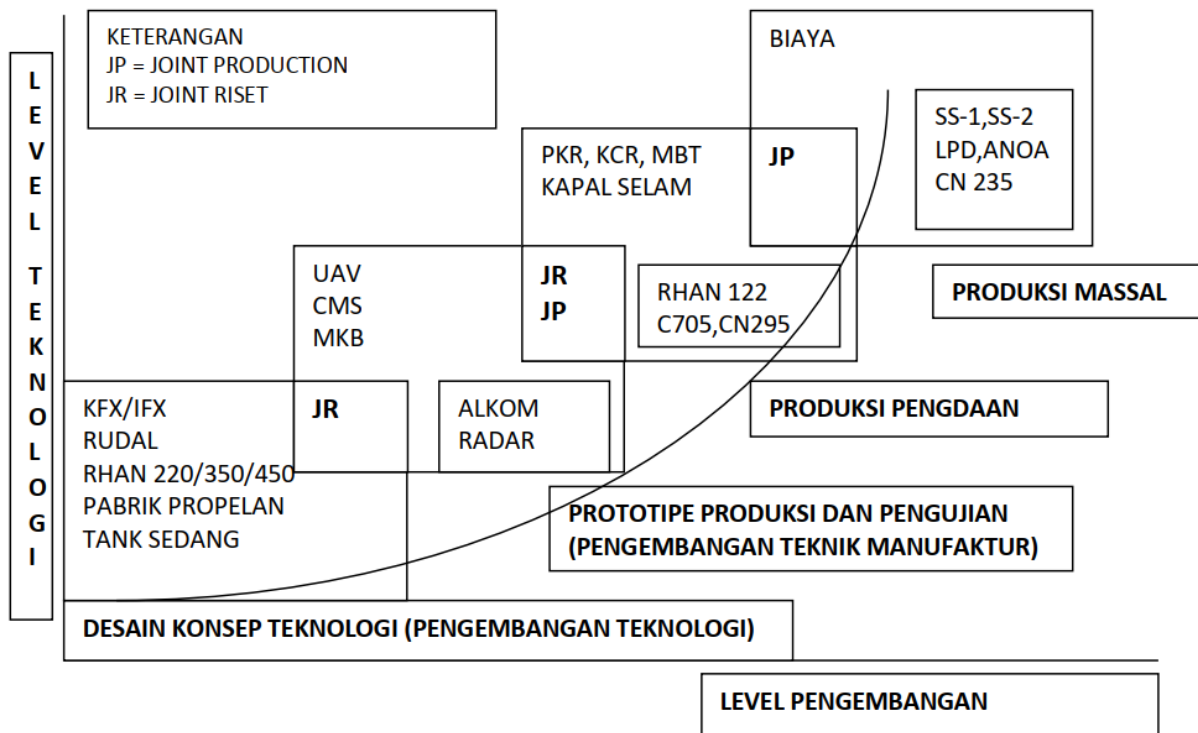 LEVEL TEKNOLOGI
KETERANGAN
JP = JOINT PRODUCTION
JR = JOINT RISET
BIAYA
SS-1,SS-2
LPD,ANOA
CN 235
PKR, KCR, MBT
KAPAL SELAM
JP
UAV
CMS
MKB
JR
JP
RHAN 122
C705,CN295
PRODUKSI MASSAL
KFX/IFX
RUDAL
RHAN 220/350/450
PABRIK PROPELAN
TANK SEDANG
JR
ALKOM
RADAR
PRODUKSI PENGDAAN
PROTOTIPE PRODUKSI DAN PENGUJIAN
(PENGEMBANGAN TEKNIK MANUFAKTUR)
DESAIN KONSEP TEKNOLOGI (PENGEMBANGAN TEKNOLOGI)
LEVEL PENGEMBANGAN